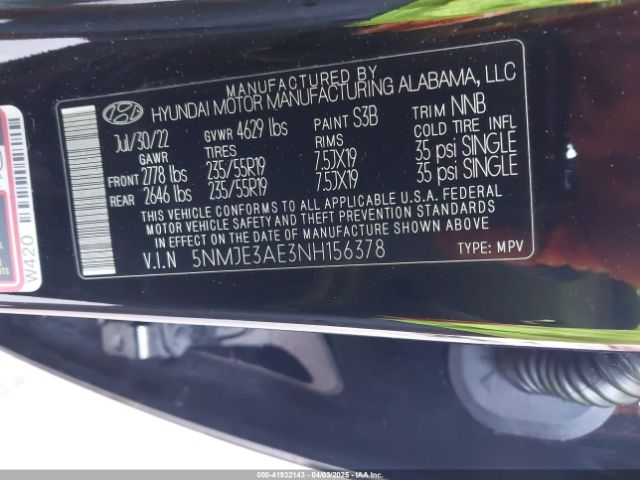 MANUFACTURED BY
HYUNDAI MOTOR MANUFACTURING ALABAMA, LLC
Jul/30/22 GVWR 4629 lbs PAINT S3B TRIM NNB
GAWR TIRES RIMS COLD TIRE INFL
FRONT 2778 lbs 235/55R19 7.5JX19 35 psi SINGLE
REAR 2646 lbs 235/55R19 7.5JX19 35 psi SINGLE
THIS VEHICLE CONFORMS TO ALL APPLICABLE U.S.A. FEDERAL
MOTOR VEHICLE SAFETY AND THEFT PREVENTION STANDARDS
IN EFFECT ON THE DATE OF MANUFACTURE SHOWN ABOVE
V.I.N 5NMJE3AE3NH156378 TYPE: MPV
W420
00-41932143 - 04/03/2025 - COPYRIGHT IAA, LLC.